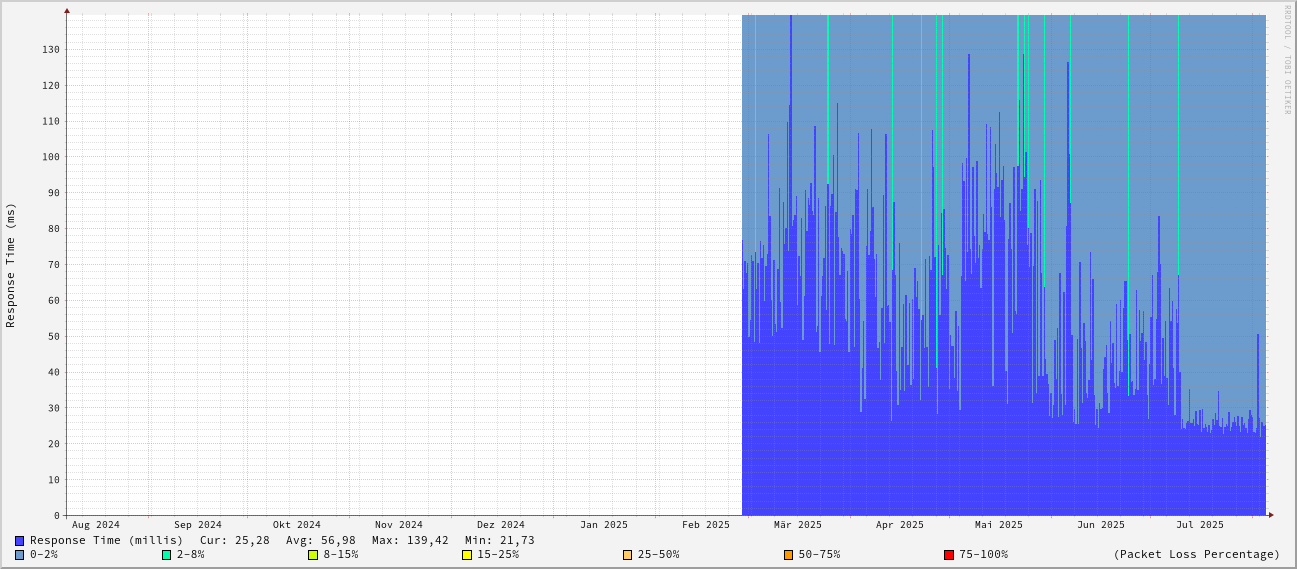 RRDTOOL / TOBI OETIKER
Response Time (ms)
130
120
110
100
90
80
70
60
50
40
30
20
10
0
Aug 2024 Sep 2024 Okt 2024 Nov 2024 Dez 2024 Jan 2025 Feb 2025 Mär 2025 Apr 2025 Mai 2025 Jun 2025 Jul 2025
Response Time (millis) Cur: 25,28 Avg: 56,98 Max: 139,42 Min: 21,73
0-2% 2-8% 8-15% 15-25% 25-50% 50-75% 75-100% (Packet Loss Percentage)